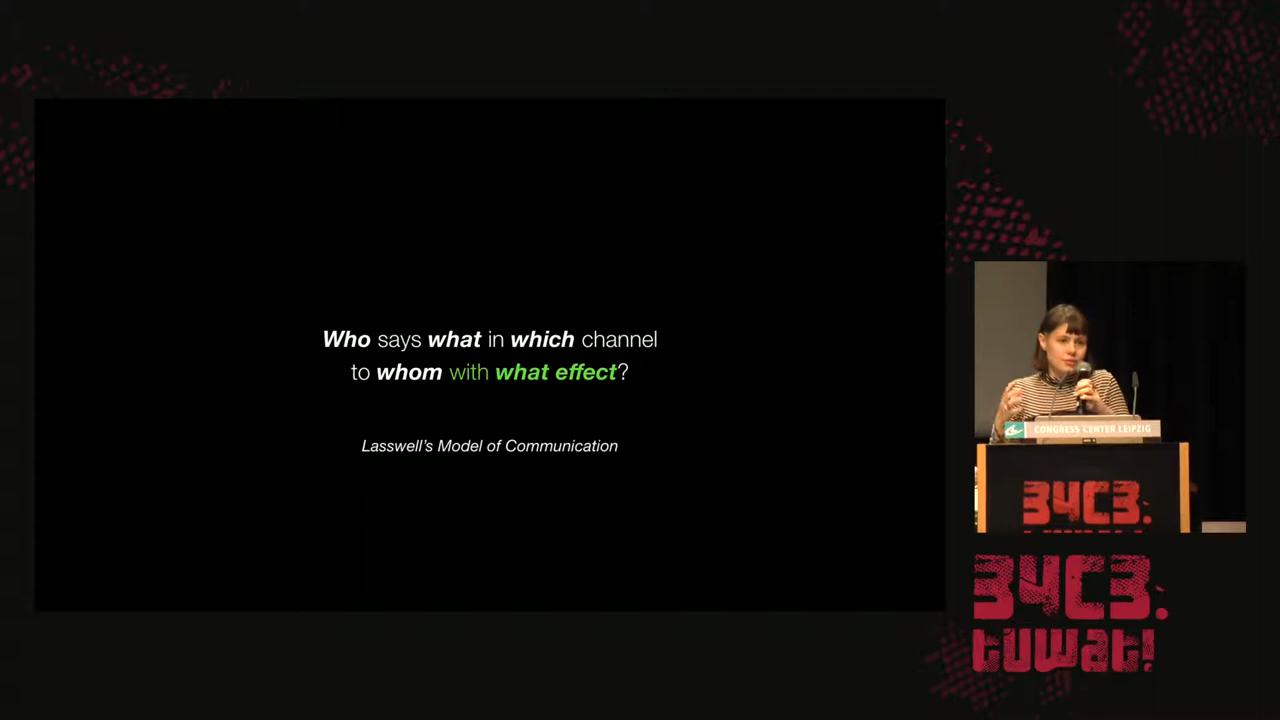 Who says what in which channel
to whom with what effect?
Lasswell's Model of Communication
CONGRESS CENTER LEIPZIG
34C3.
34C3.
tuwat!